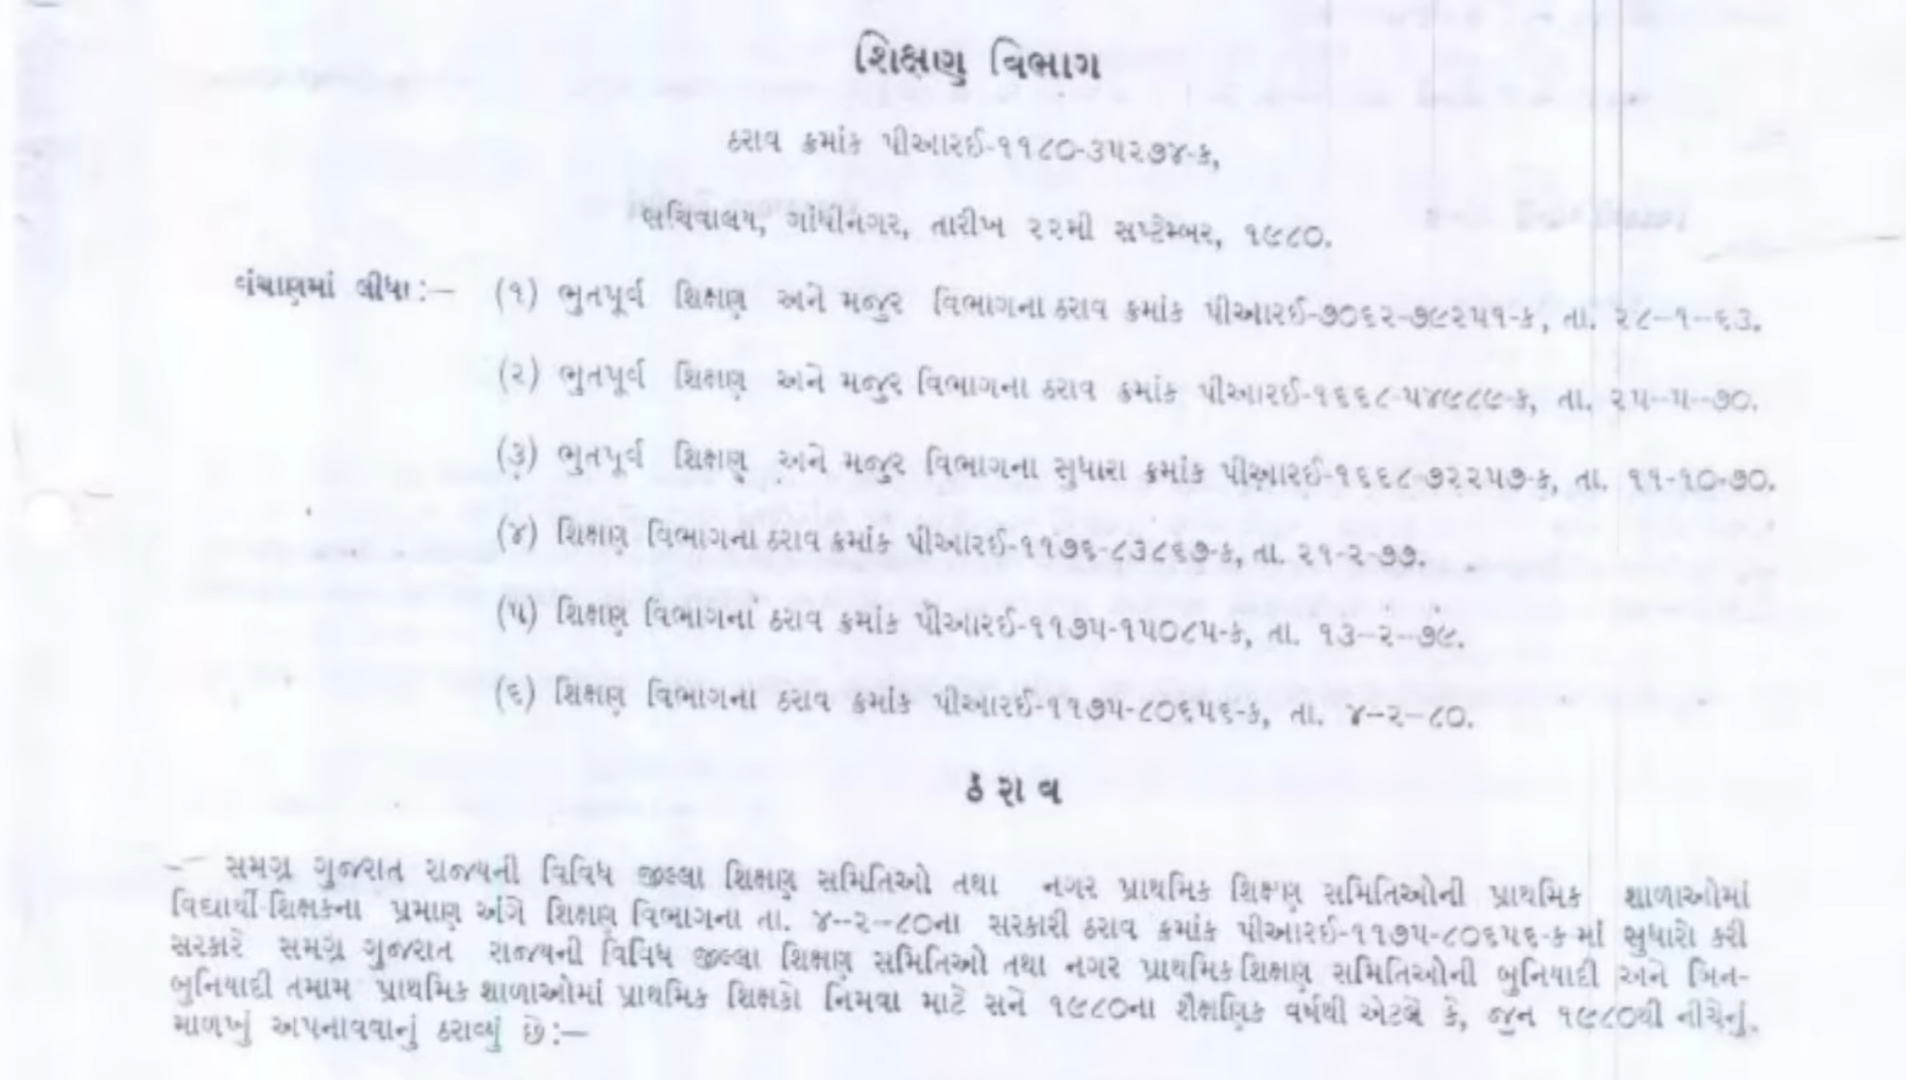 શિક્ષણ વિભાગ
ઠરાવ ક્રમાંક પીઆરઈ-૧૧૮૦-૩૫૨૭૪-ક,
સચિવાલય, ગાંધીનગર, તારીખ ૨૨મી સપ્ટેમ્બર, ૧૯૮૦.
વંચાણમાં લીધા :— (૧) ભુતપૂર્વ શિક્ષણ અને મજુર વિભાગના ઠરાવ ક્રમાંક પીઆરઈ-૭૦૬૨-૭૯૨૫૧-ક, તા. ૨૮-૧-૬૩.
(૨) ભુતપૂર્વ શિક્ષણ અને મજુર વિભાગના ઠરાવ ક્રમાંક પીઆરઈ-૧૬૬૮-૫૪૯૮૯-ક, તા. ૨૫-૫-૭૦.
(૩) ભુતપૂર્વ શિક્ષણ અને મજુર વિભાગના સુધારા ક્રમાંક પીઆરઈ-૧૬૬૮-૭૨૨૫૭-ક, તા. ૧૧-૧૦-૭૦.
(૪) શિક્ષણ વિભાગના ઠરાવ ક્રમાંક પીઆરઈ-૧૧૭૬-૮૩૮૬૭-ક, તા. ૨૧-૨-૭૭.
(૫) શિક્ષણ વિભાગનાં ઠરાવ ક્રમાંક પીઆરઈ-૧૧૭૫-૧૫૦૮૫-ક, તા. ૧૩-૨-૭૯.
(૬) શિક્ષણ વિભાગના ઠરાવ ક્રમાંક પીઆરઈ-૧૧૭૫-૮૦૬૫૬-ક, તા. ૪-૨-૮૦.
ઠ રા વ
સમગ્ર ગુજરાત રાજ્યની વિવિધ જીલ્લા શિક્ષણ સમિતિઓ તથા નગર પ્રાથમિક શિક્ષણ સમિતિઓની પ્રાથમિક શાળાઓમાં
વિદ્યાર્થી-શિક્ષકના પ્રમાણ અંગે શિક્ષણ વિભાગના તા. ૪-૨-૮૦ના સરકારી ઠરાવ ક્રમાંક પીઆરઈ-૧૧૭૫-૮૦૬૫૬-ક માં સુધારો કરી
સરકારે સમગ્ર ગુજરાત રાજ્યની વિવિધ જીલ્લા શિક્ષણ સમિતિઓ તથા નગર પ્રાથમિક શિક્ષણ સમિતિઓની બુનિયાદી અને બિન-
બુનિયાદી તમામ પ્રાથમિક શાળાઓમાં પ્રાથમિક શિક્ષકો નિમવા માટે સને ૧૯૮૦ના શૈક્ષણિક વર્ષથી એટલે કે, જુન ૧૯૮૦થી નીચેનું
માળખું અપનાવવાનું ઠરાવ્યું છે:—